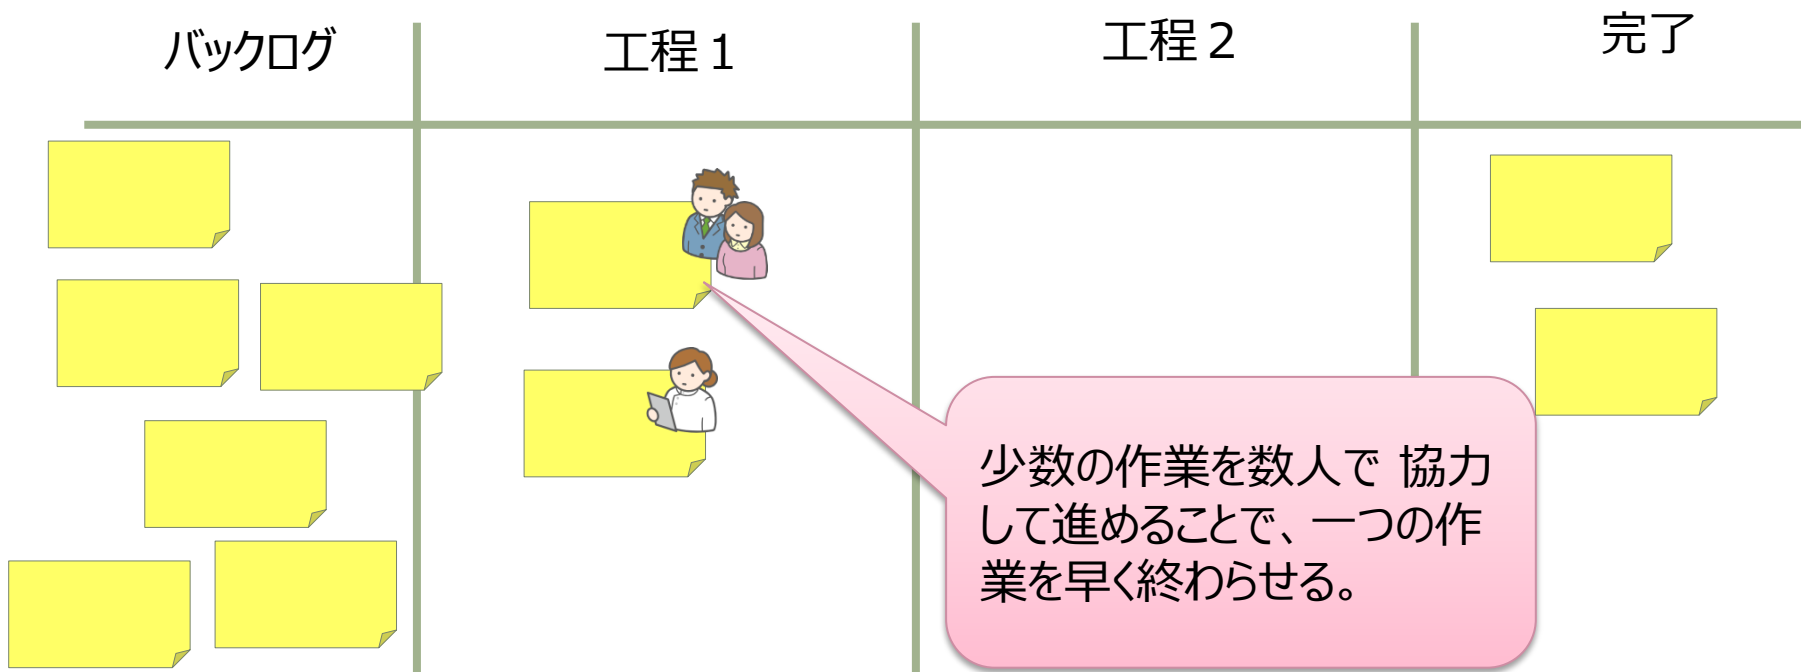 バックログ
工程1
工程2
完了
少数の作業を数人で 協力
して進めることで、一つの作
業を早く終わらせる。